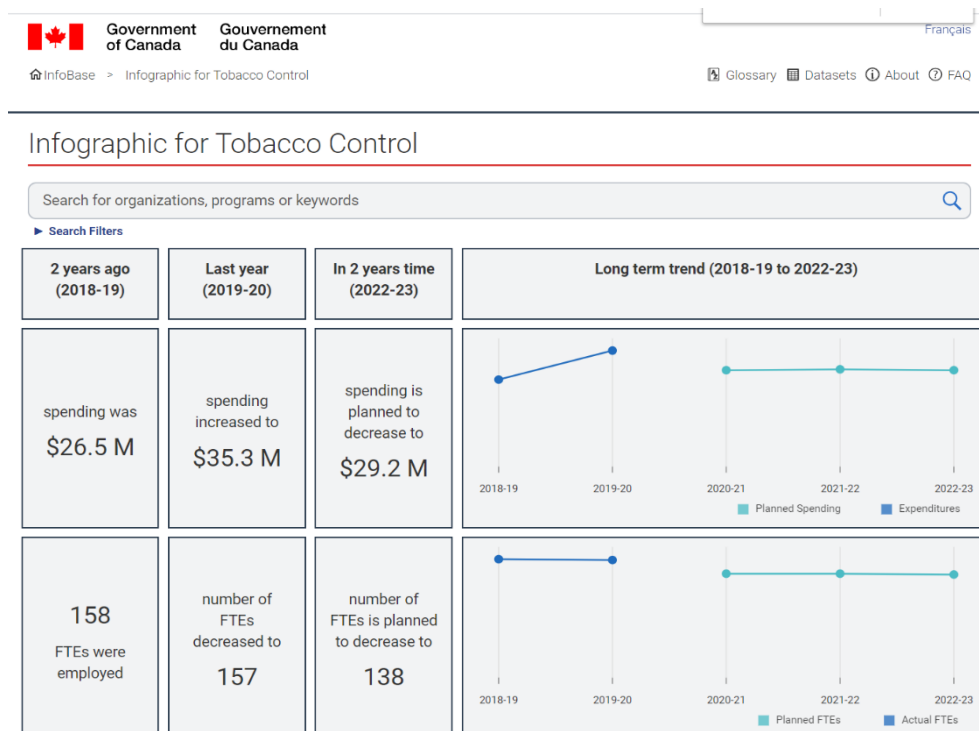 Government of Canada
Gouvernement du Canada
Français
InfoBase > Infographic for Tobacco Control
Glossary Datasets About FAQ
Infographic for Tobacco Control
Search for organizations, programs or keywords
Search Filters
2 years ago
(2018-19)
Last year
(2019-20)
In 2 years time
(2022-23)
Long term trend (2018-19 to 2022-23)
spending was
$26.5 M
spending
increased to
$35.3 M
spending is
planned to
decrease to
$29.2 M
2018-19 2019-20 2020-21 2021-22 2022-23
Planned Spending Expenditures
158
FTEs were
employed
number of
FTEs
decreased to
157
number of
FTEs is planned
to decrease to
138
2018-19 2019-20 2020-21 2021-22 2022-23
Planned FTEs Actual FTEs